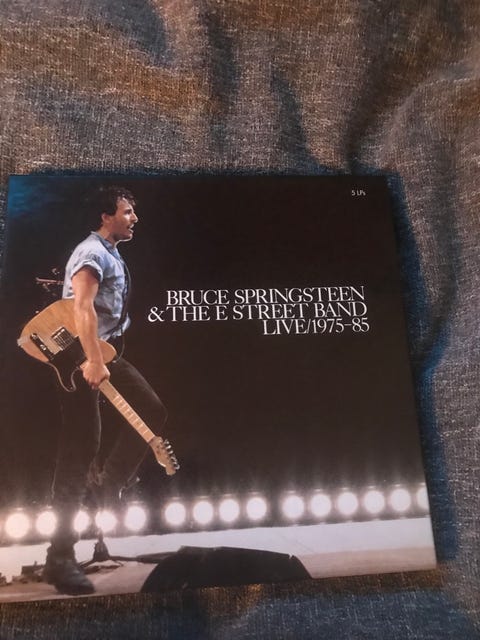 5 LPs
BRUCE SPRINGSTEEN
& THE E STREET BAND
LIVE/1975–85